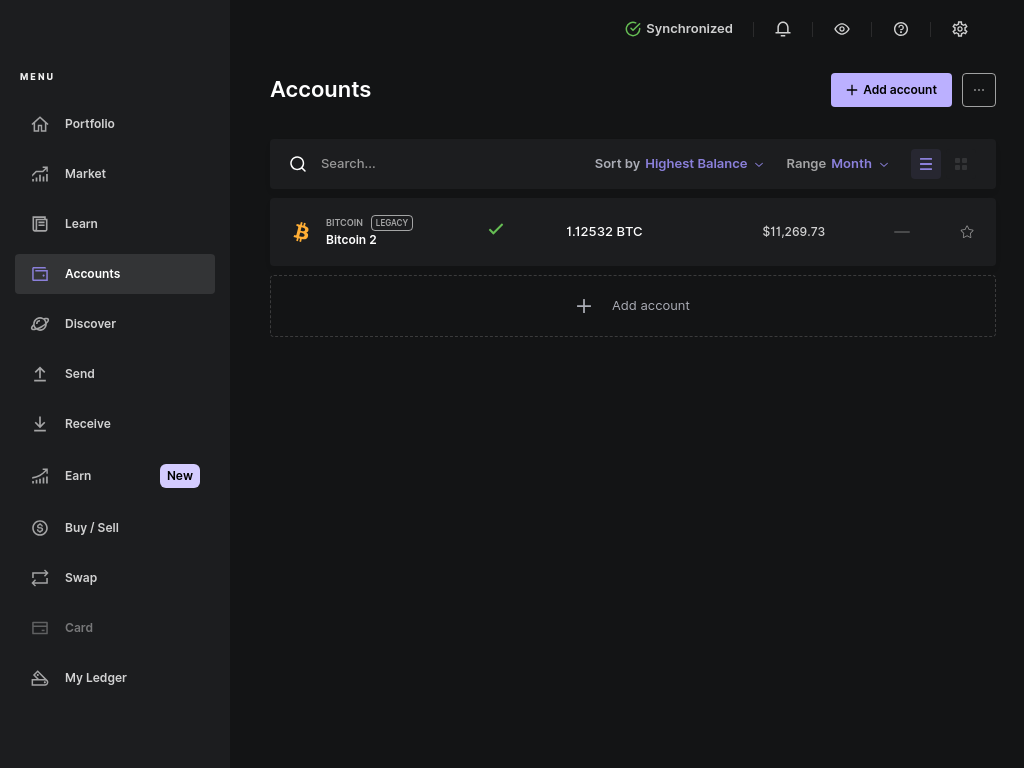 Synchronized
MENU
Accounts
+ Add account
...
Portfolio
Market
Learn
Accounts
Discover
Send
Receive
Earn New
Buy / Sell
Swap
Card
My Ledger
Search... Sort by Highest Balance Range Month
BITCOIN LEGACY
Bitcoin 2
1.12532 BTC $11,269.73 —
+ Add account